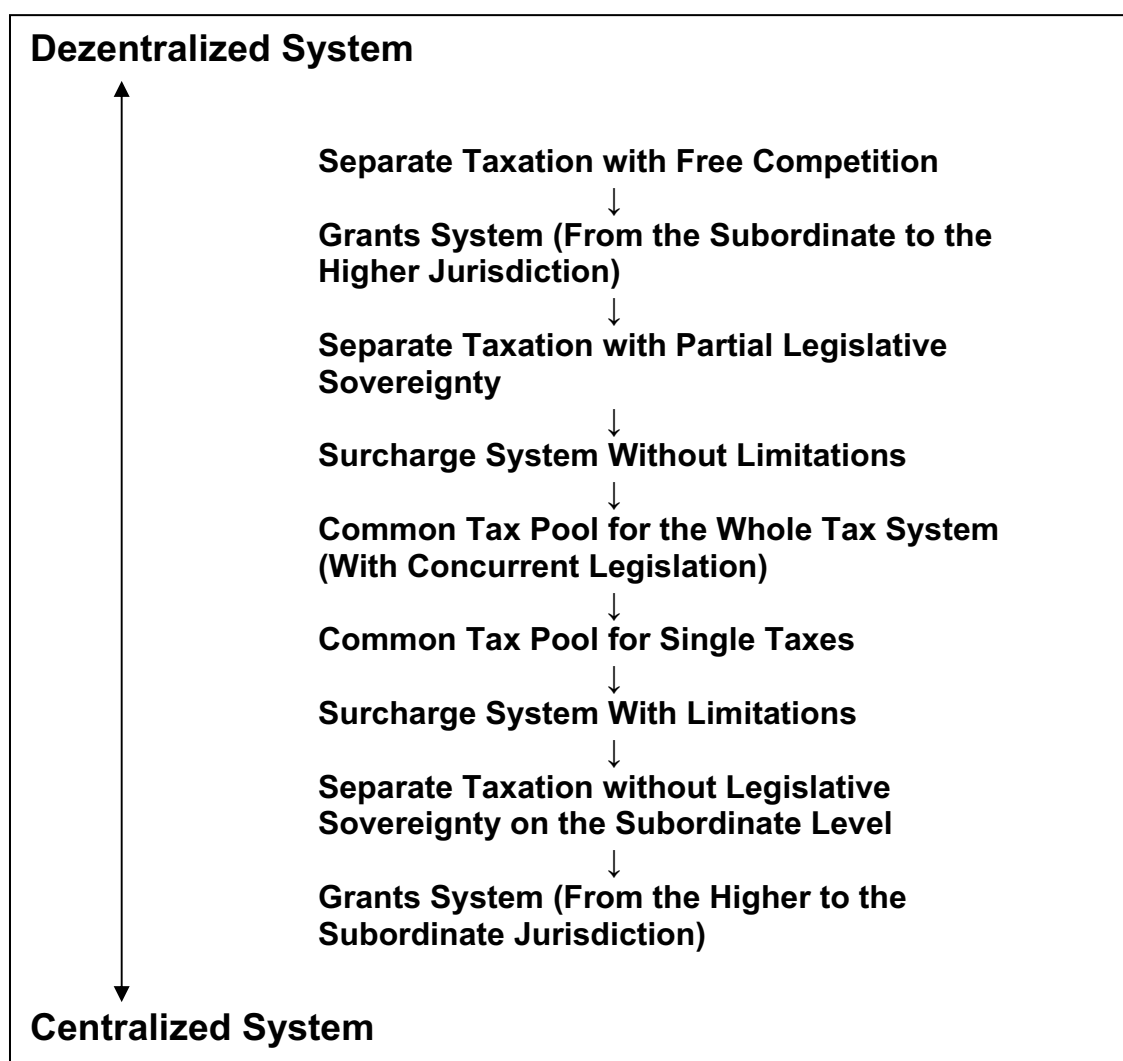 Dezentralized System
Separate Taxation with Free Competition
↓
Grants System (From the Subordinate to the
Higher Jurisdiction)
↓
Separate Taxation with Partial Legislative
Sovereignty
↓
Surcharge System Without Limitations
↓
Common Tax Pool for the Whole Tax System
(With Concurrent Legislation)
↓
Common Tax Pool for Single Taxes
↓
Surcharge System With Limitations
↓
Separate Taxation without Legislative
Sovereignty on the Subordinate Level
↓
Grants System (From the Higher to the
Subordinate Jurisdiction)
Centralized System